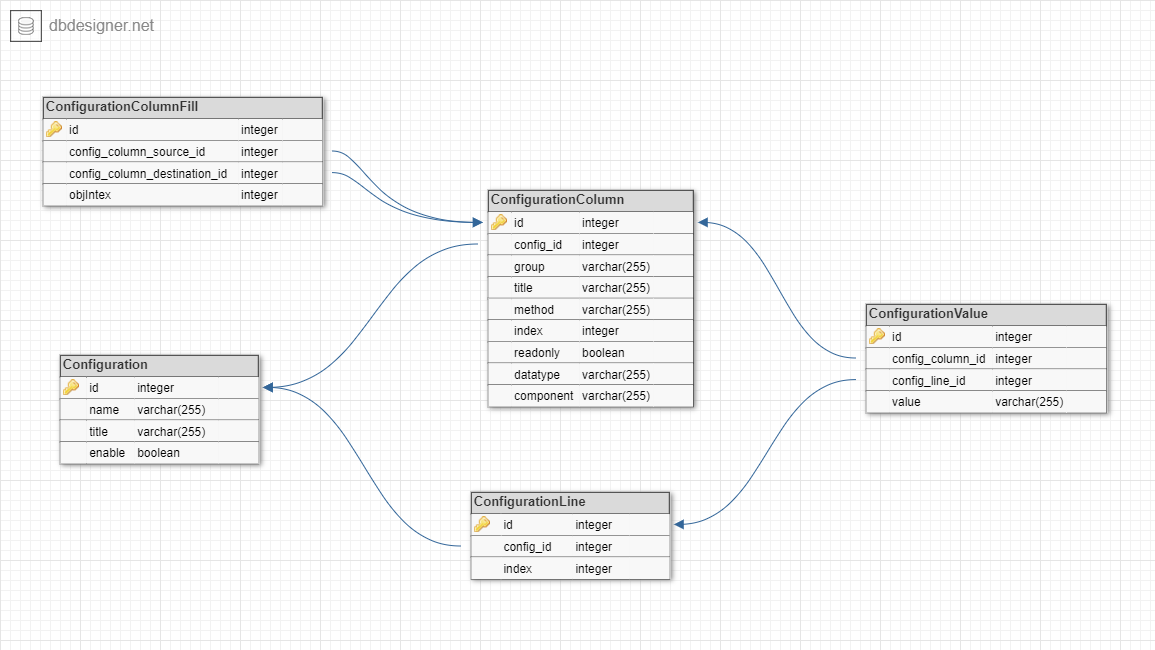 dbdesigner.net
ConfigurationColumnFill
id integer
config_column_source_id integer
config_column_destination_id integer
objIntex integer
ConfigurationColumn
id integer
config_id integer
group varchar(255)
title varchar(255)
method varchar(255)
index integer
readonly boolean
datatype varchar(255)
component varchar(255)
ConfigurationValue
id integer
config_column_id integer
config_line_id integer
value varchar(255)
Configuration
id integer
name varchar(255)
title varchar(255)
enable boolean
ConfigurationLine
id integer
config_id integer
index integer